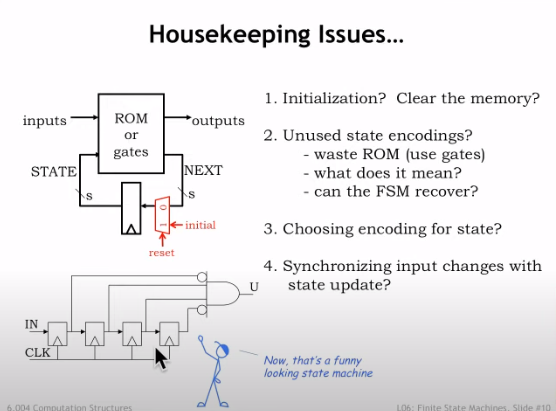 Housekeeping Issues…
inputs
ROM
or
gates
outputs
STATE
NEXT
s
s
0
1
initial
reset
1. Initialization? Clear the memory?
2. Unused state encodings?
- waste ROM (use gates)
- what does it mean?
- can the FSM recover?
3. Choosing encoding for state?
4. Synchronizing input changes with
state update?
U
IN
CLK
Now, that's a funny
looking state machine
6.004 Computation Structures
L06: Finite State Machines, Slide #10